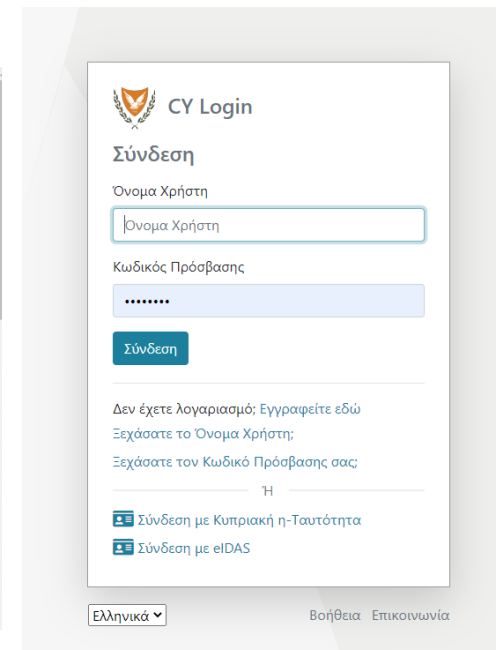 CY Login
Σύνδεση
Όνομα Χρήστη
Όνομα Χρήστη
Κωδικός Πρόσβασης
••••••••
Σύνδεση
Δεν έχετε λογαριασμό; Εγγραφείτε εδώ
Ξεχάσατε το Όνομα Χρήστη;
Ξεχάσατε τον Κωδικό Πρόσβασης σας;
Ή
Σύνδεση με Κυπριακή η-Ταυτότητα
Σύνδεση με eIDAS
Ελληνικά
Βοήθεια Επικοινωνία